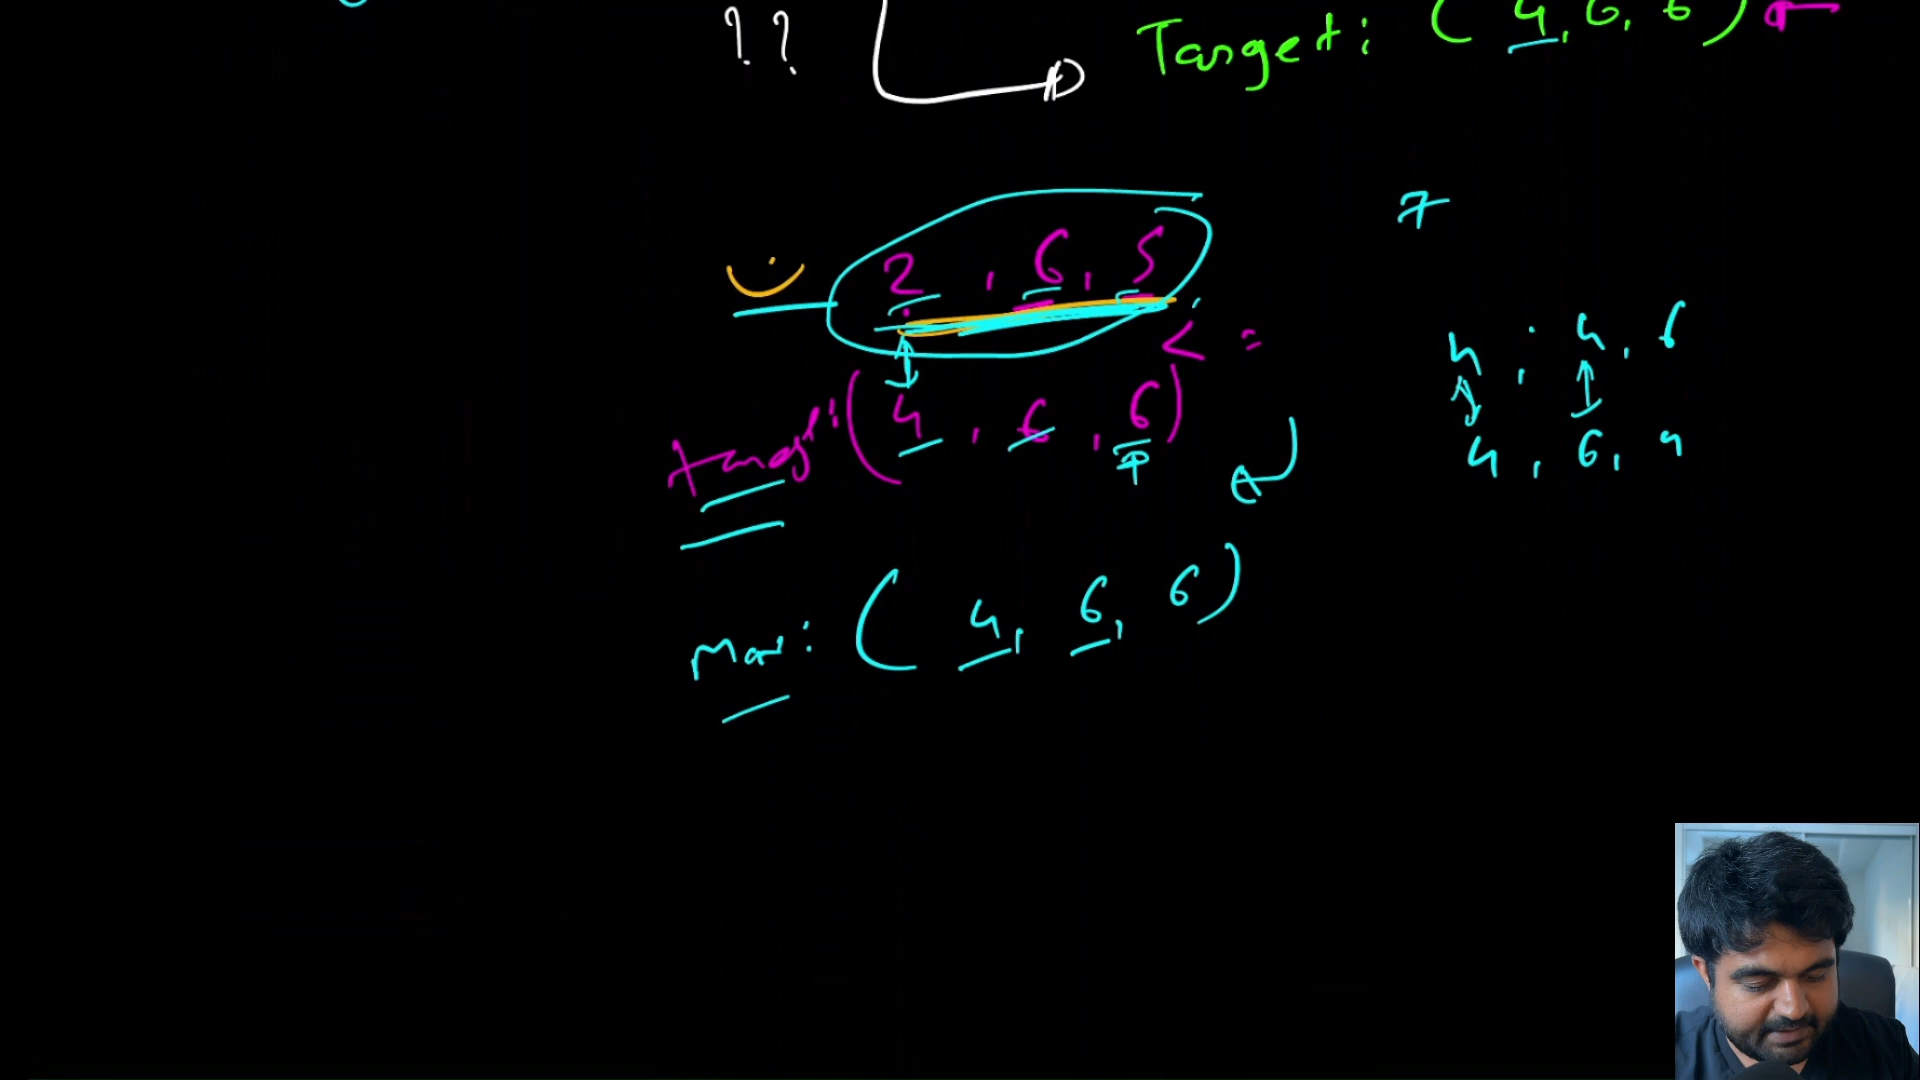 ?? Target: (4, 6, 6)
7
2, 6, 5
< =
4, 4, 6
target: (4, 6, 6)
4, 6, 4
Max: (4, 6, 6)